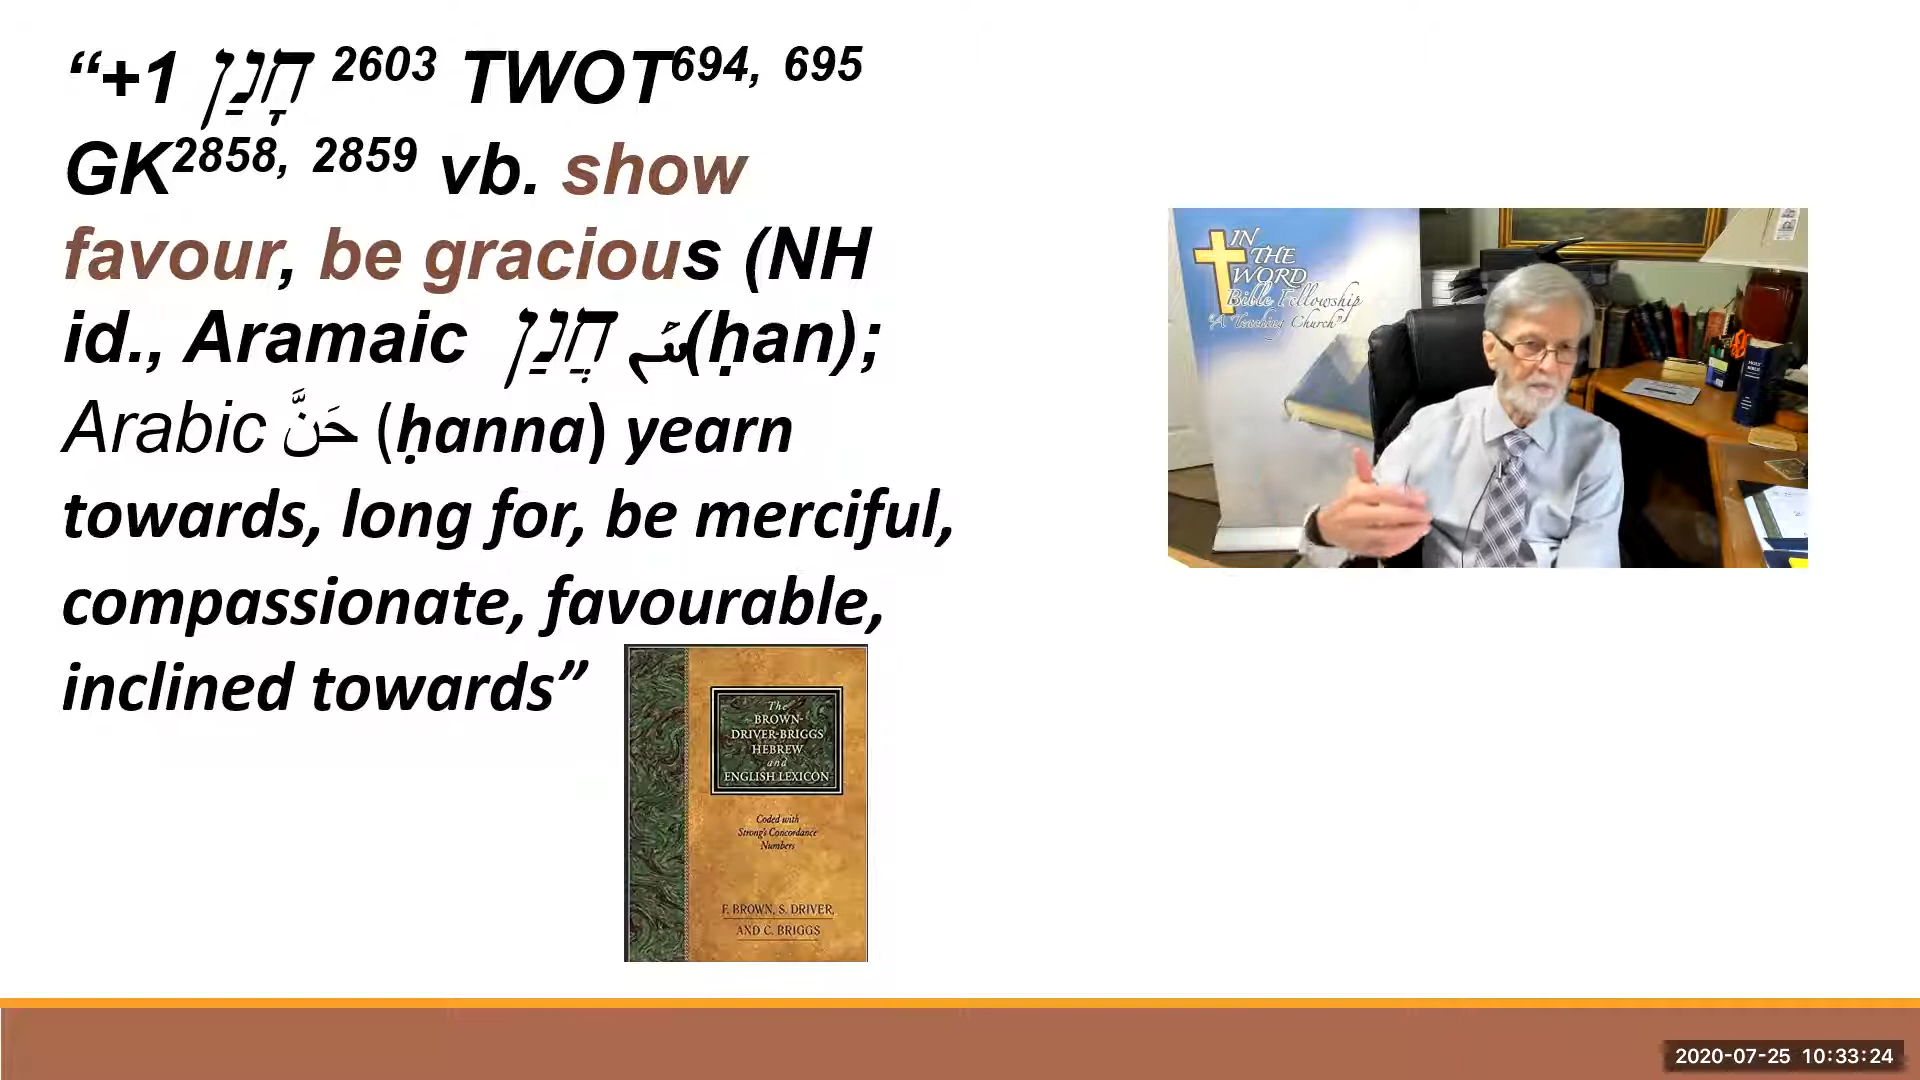 “+1 חָנַן 2603 TWOT694, 695
GK2858, 2859 vb. show
favour, be gracious (NH
id., Aramaic חֲנַן (ḥan);
Arabic حَنَّ (ḥanna) yearn
towards, long for, be merciful,
compassionate, favourable,
inclined towards”
The
BROWN-
DRIVER-BRIGGS
HEBREW
and
ENGLISH LEXICON
Coded with
Strong's Concordance
Numbers
F. BROWN, S. DRIVER,
AND C. BRIGGS
IN
THE
WORD
Bible Fellowship
"A Teaching Church"
HOLY
BIBLE
2020-07-25 10:33:24